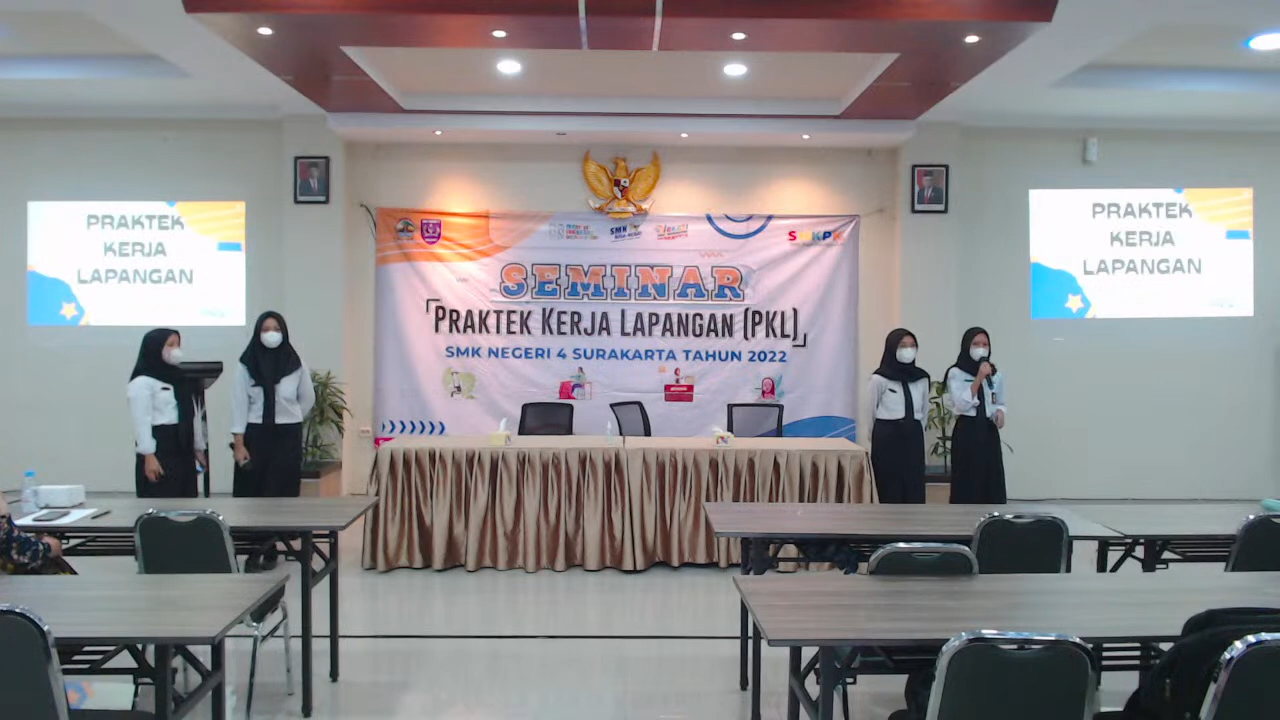 PRAKTEK
KERJA
LAPANGAN
SEMINAR
PRAKTEK KERJA LAPANGAN (PKL)
SMK NEGERI 4 SURAKARTA TAHUN 2022
PRAKTEK
KERJA
LAPANGAN